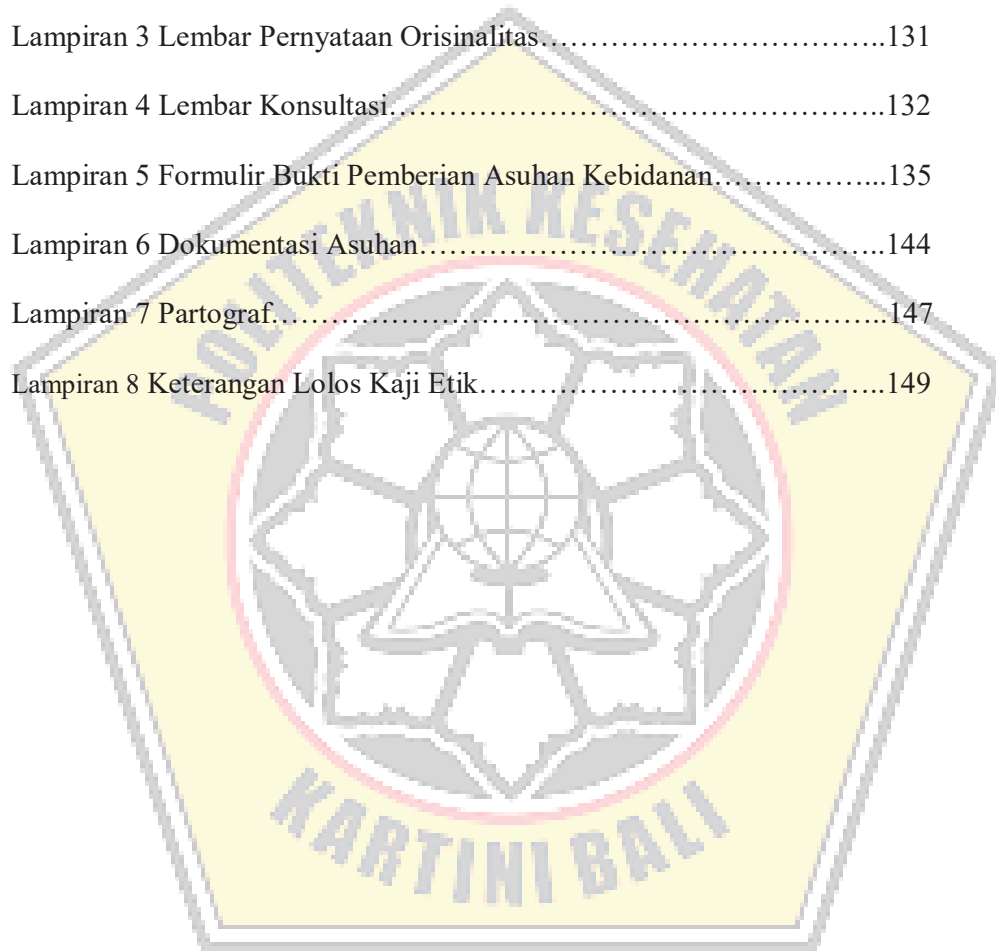 Lampiran 3 Lembar Pernyataan Orisinalitas……………………………..131
Lampiran 4 Lembar Konsultasi…………………………………………..132
Lampiran 5 Formulir Bukti Pemberian Asuhan Kebidanan……………...135
Lampiran 6 Dokumentasi Asuhan………………………………………..144
Lampiran 7 Partograf……………………………………………………..147
Lampiran 8 Keterangan Lolos Kaji Etik…………………………………..149
POLITEKNIK KESEHATAN
KARTINI BALI